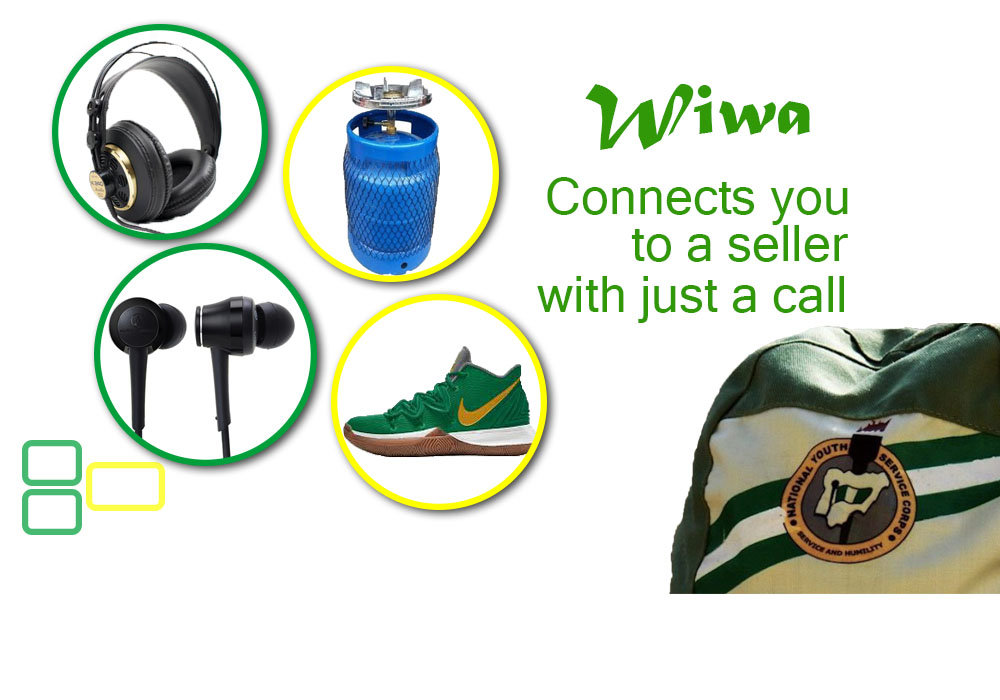 Wiwa
Connects you
to a seller
with just a call
NATIONAL YOUTH SERVICE CORPS
SERVICE AND HUMILITY